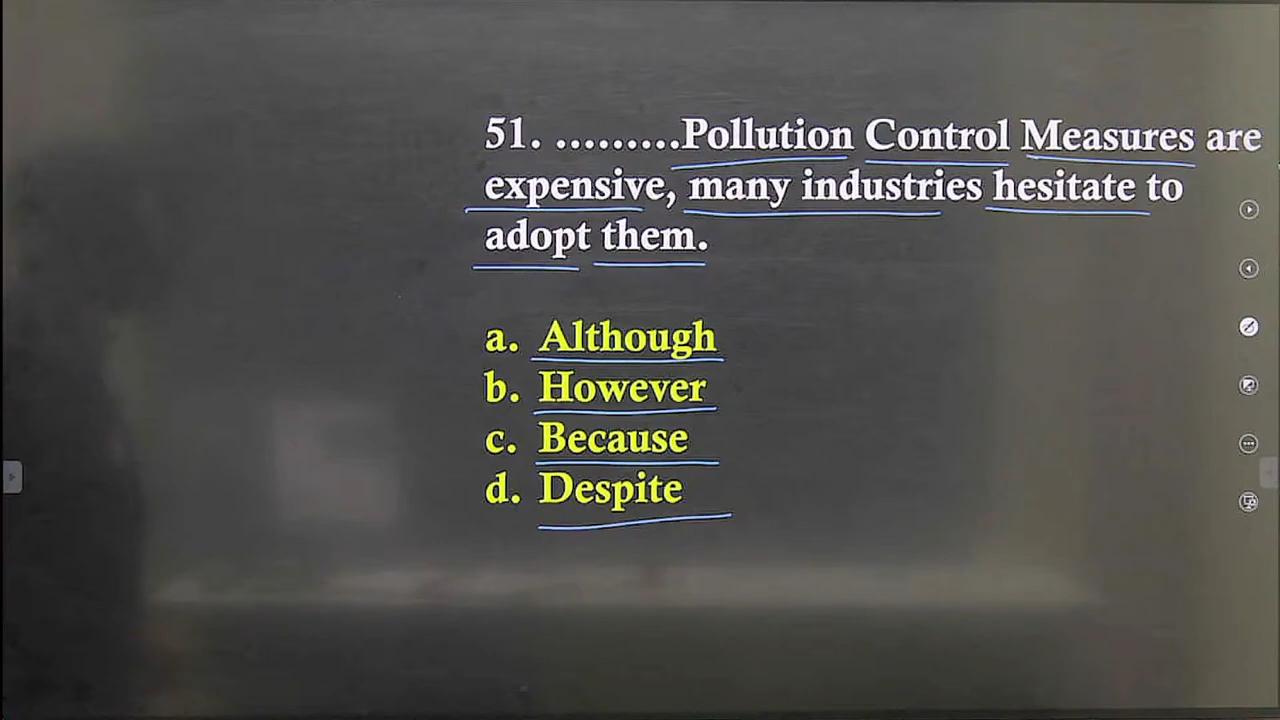 51. ..........Pollution Control Measures are
expensive, many industries hesitate to
adopt them.
a. Although
b. However
c. Because
d. Despite